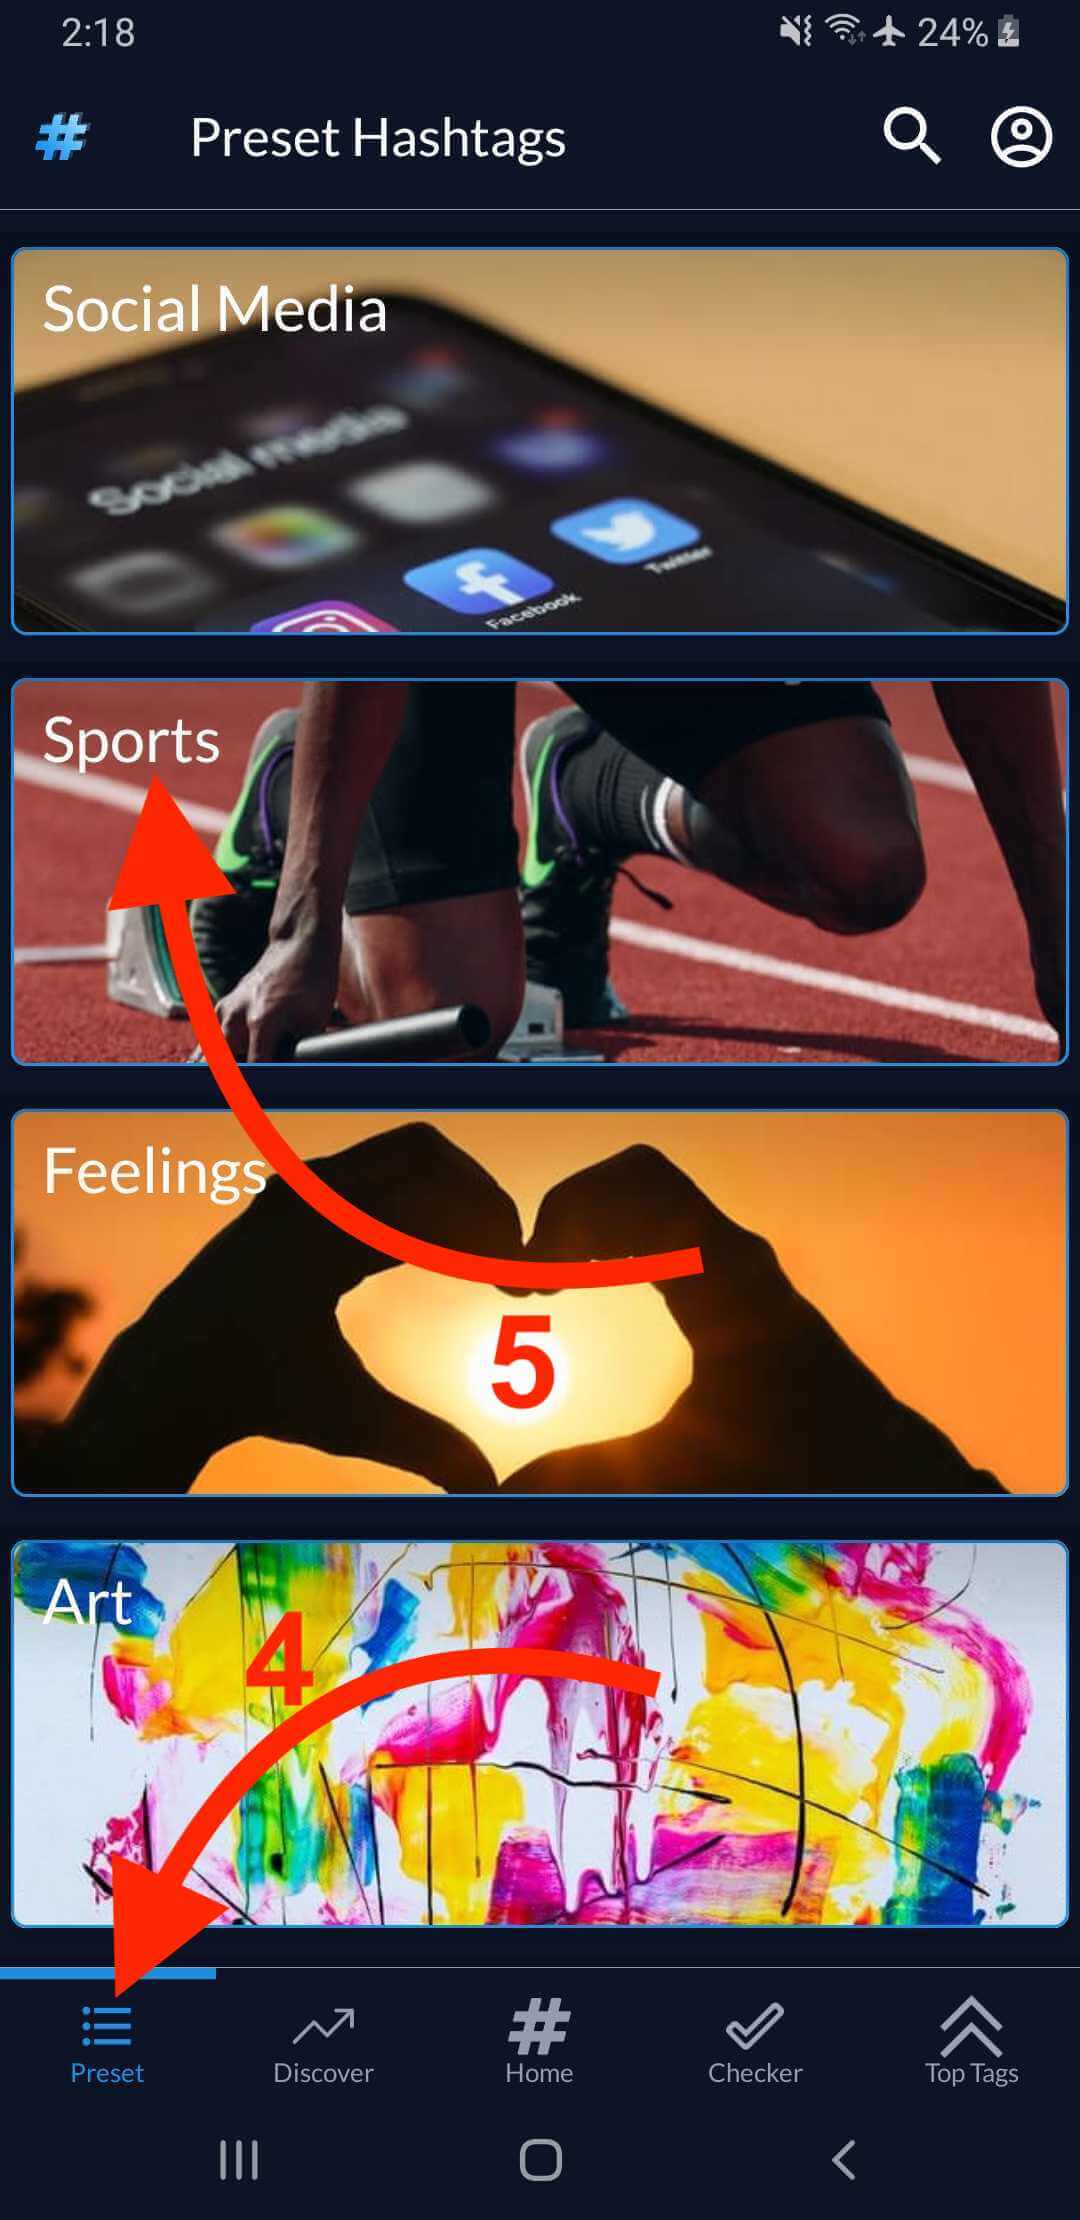 2:18
24%
# Preset Hashtags
Social Media
Social media
Facebook
Twitter
Sports
Feelings
5
Art
4
Preset
Discover
Home
Checker
Top Tags